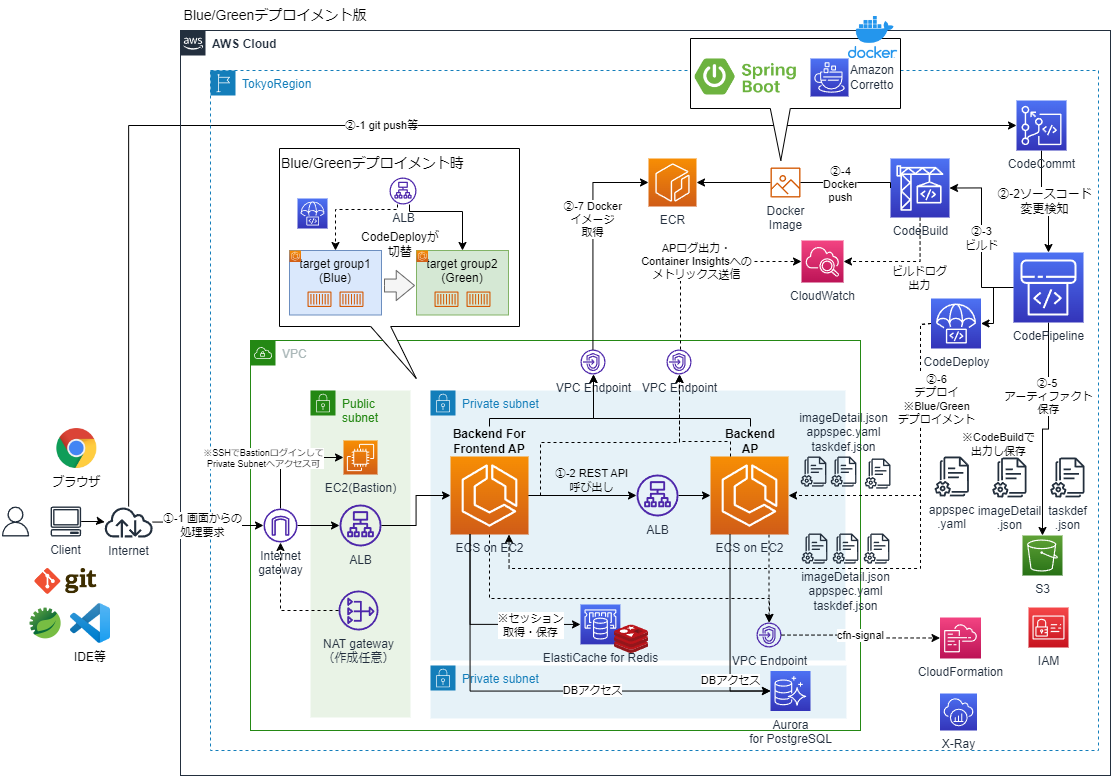 Blue/Greenデプロイメント版
aws
AWS Cloud
TokyoRegion
docker
Spring
Boot
Amazon
Corretto
②-1 git push等
CodeCommt
Blue/Greenデプロイメント時
ALB
CodeDeployが
切替
target group1
(Blue)
target group2
(Green)
②-7 Docker
イメージ
取得
ECR
Docker
Image
②-4
Docker
push
CodeBuild
②-2ソースコード
変更検知
②-3
ビルド
APログ出力・
Container Insightsへの
メトリックス送信
CloudWatch
ビルドログ
出力
CodePipeline
CodeDeploy
VPC
VPC Endpoint
VPC Endpoint
②-6
デプロイ
※Blue/Green
デプロイメント
②-5
アーティファクト
保存
Public
subnet
Private subnet
Backend For
Frontend AP
Backend
AP
imageDetail.json
appspec.yaml
taskdef.json
※CodeBuildで
出力し保存
ブラウザ
※SSHでBastionログインして
Private Subnetへアクセス可
EC2(Bastion)
①-2 REST API
呼び出し
ALB
appspec
.yaml
imageDetail
.json
taskdef
.json
Client
Internet
①-1 画面からの
処理要求
Internet
gateway
ALB
ECS on EC2
ECS on EC2
imageDetail.json
appspec.yaml
taskdef.json
S3
git
IDE等
NAT gateway
（作成任意）
※セッション
取得・保存
ElastiCache for Redis
VPC Endpoint
cfn-signal
CloudFormation
IAM
Private subnet
DBアクセス
DBアクセス
Aurora
for PostgreSQL
X-Ray